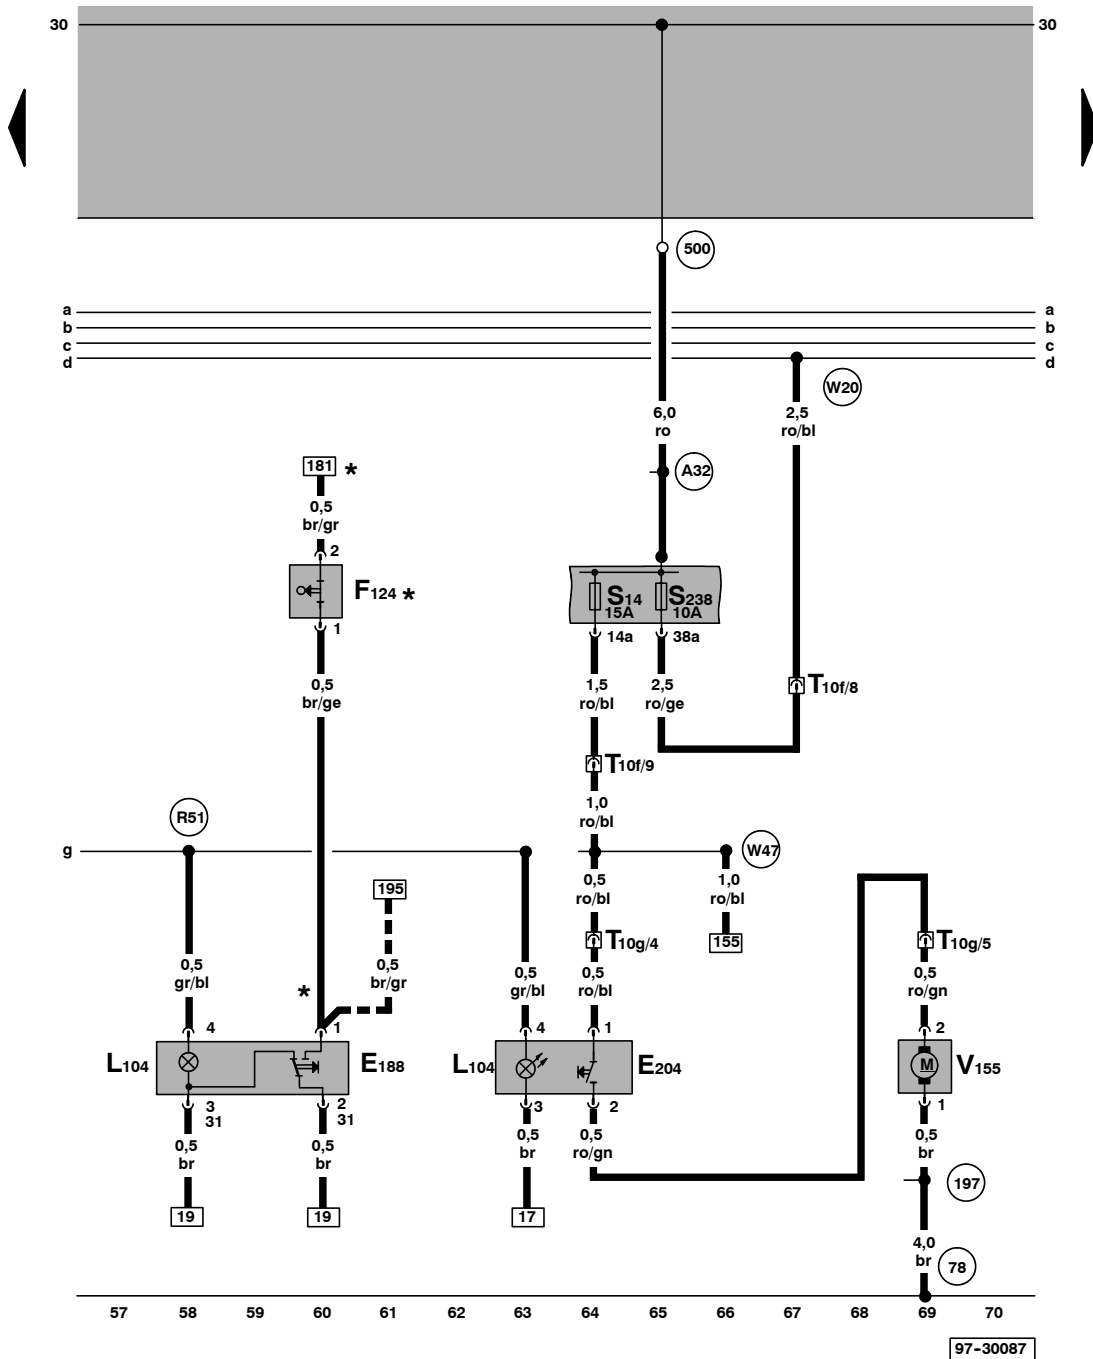 30 30
500
a a
b b
c c
d d
W20
6,0 2,5
ro ro/bl
181 * A32
0,5
br/gr
2
F124 * S14 S238
15A 10A
1 14a 38a
0,5 1,5 2,5 T10f/8
br/ge ro/bl ro/ge
T10f/9
1,0
ro/bl
R51
g W47
195 0,5 1,0
ro/bl ro/bl
T10g/4 155 T10g/5
0,5 0,5 0,5 0,5 0,5
gr/bl * br/gr gr/bl ro/bl ro/gn
4 1 4 1 2
L104 E188 L104 E204 M V155
3 2 3 2 1
31 31
0,5 0,5 0,5 0,5 0,5
br br br ro/gn br
197
19 19 17
4,0
br 78
57 58 59 60 61 62 63 64 65 66 67 68 69 70
97-30087